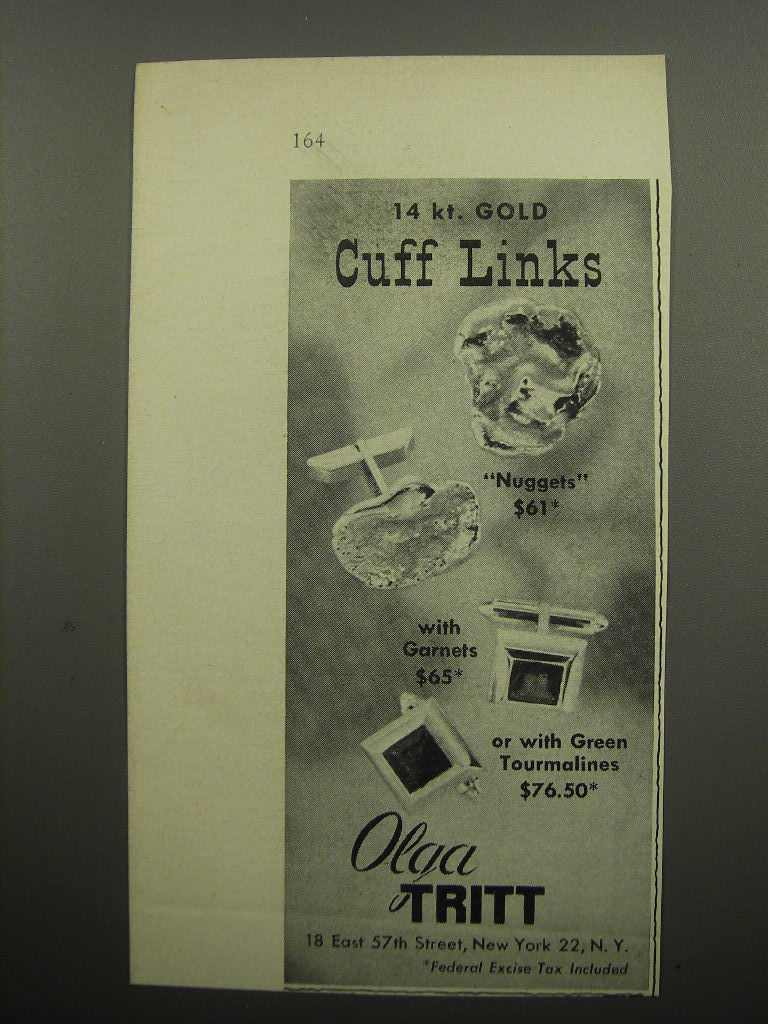 164
14 kt. GOLD
Cuff Links
"Nuggets"
$61*
with
Garnets
$65*
or with Green
Tourmalines
$76.50*
Olga
TRITT
18 East 57th Street, New York 22, N. Y.
*Federal Excise Tax Included